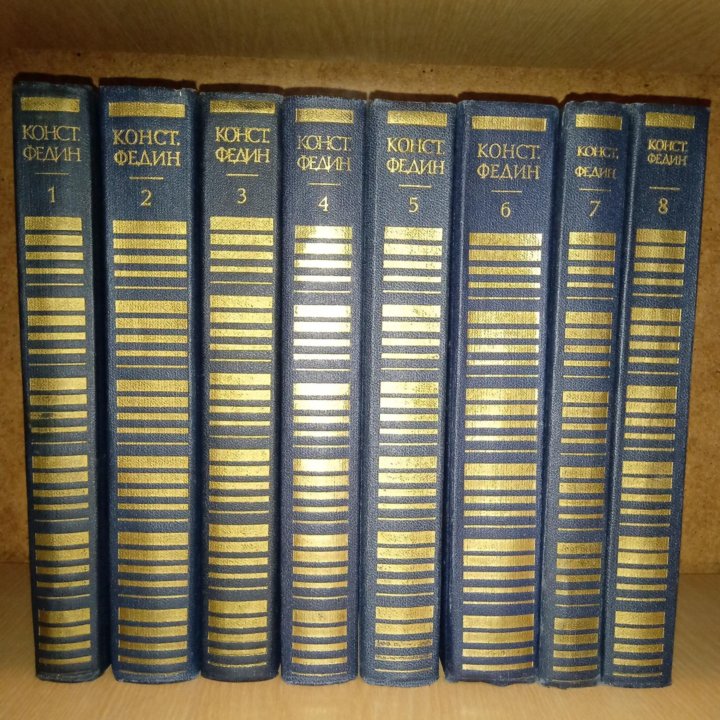 КОНСТ.
ФЕДИН
1
КОНСТ.
ФЕДИН
2
КОНСТ.
ФЕДИН
3
КОНСТ.
ФЕДИН
4
КОНСТ.
ФЕДИН
5
КОНСТ.
ФЕДИН
6
КОНСТ.
ФЕДИН
7
КОНСТ.
ФЕДИН
8